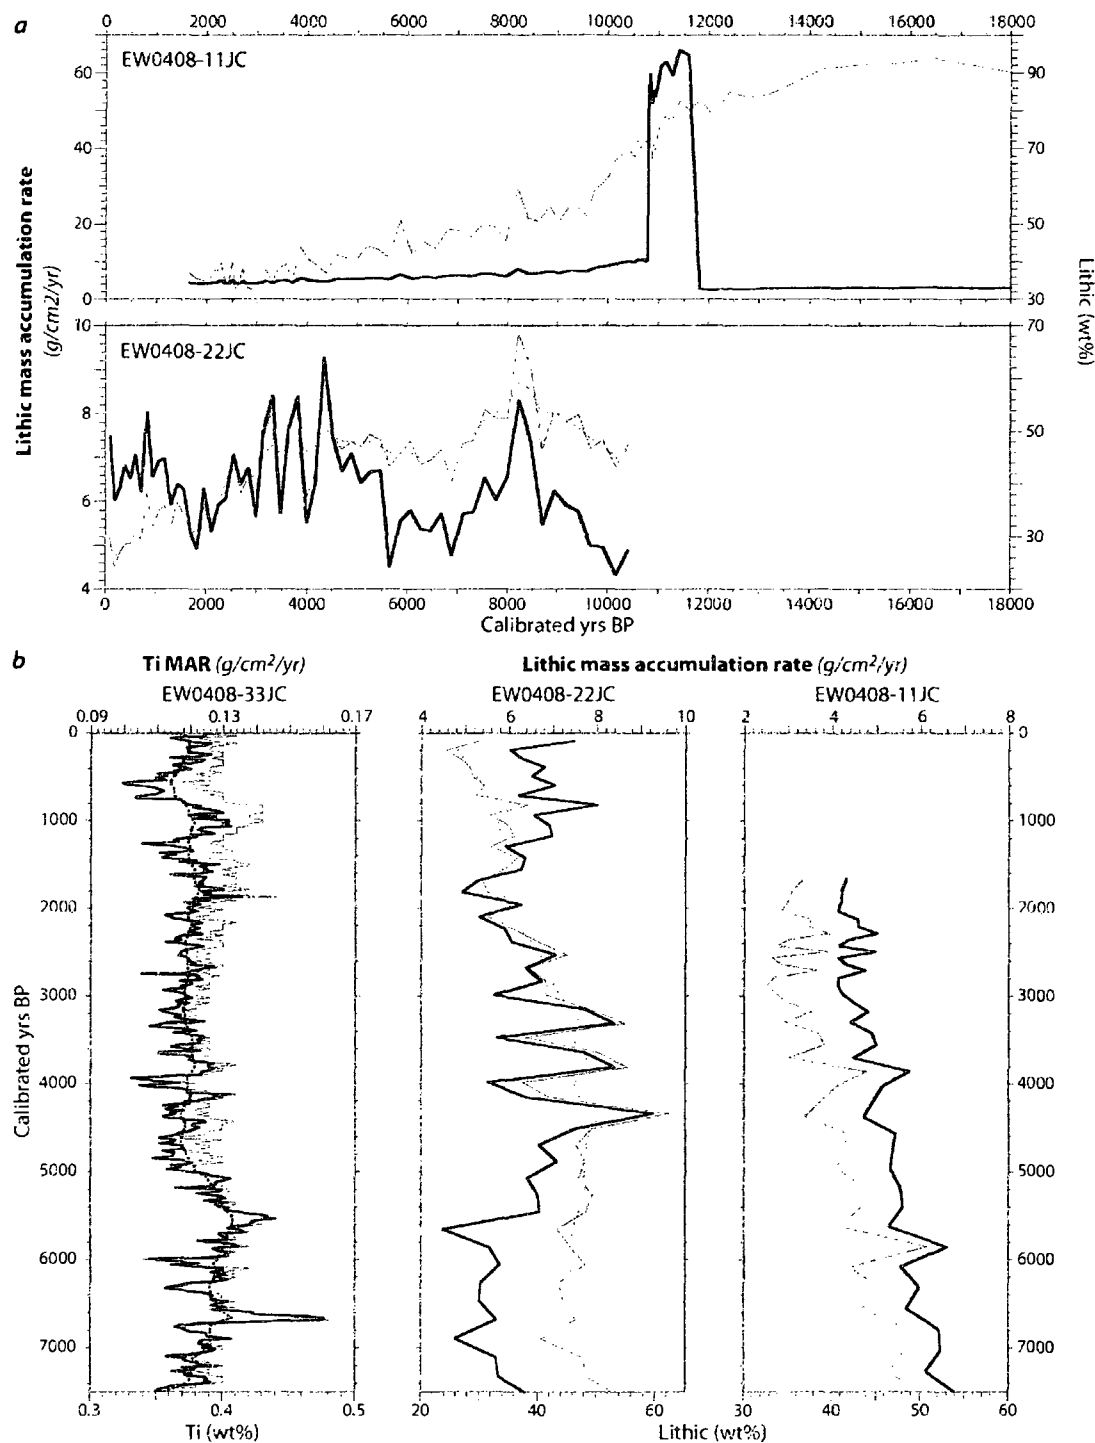 a
0 2000 4000 6000 8000 10000 12000 14000 16000 18000
EW0408-11JC
60
40
20
0
90
70
50
30
Lithic mass accumulation rate
(g/cm2/yr)
Lithic (wt%)
EW0408-22JC
10
8
6
4
70
50
30
0 2000 4000 6000 8000 10000 12000 14000 16000 18000
Calibrated yrs BP
b
Ti MAR (g/cm²/yr)
Lithic mass accumulation rate (g/cm²/yr)
EW0408-33JC
EW0408-22JC
EW0408-11JC
0.09 0.13 0.17
4 6 8 10
2 4 6 8
0
1000
2000
3000
4000
5000
6000
7000
Calibrated yrs BP
0
1000
2000
3000
4000
5000
6000
7000
0.3 0.4 0.5
20 40 60
30 40 50 60
Ti (wt%)
Lithic (wt%)